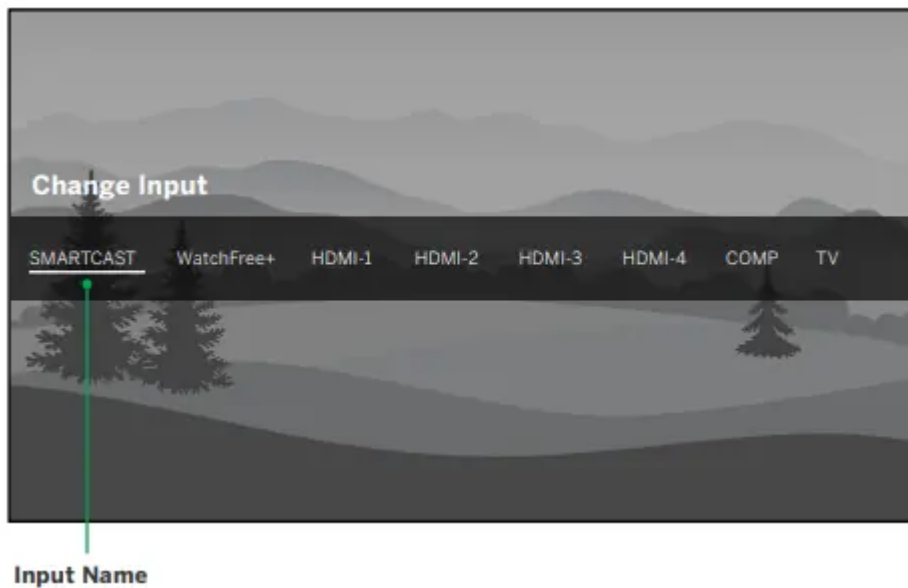 Change Input
SMARTCAST WatchFree+ HDMI-1 HDMI-2 HDMI-3 HDMI-4 COMP TV
Input Name